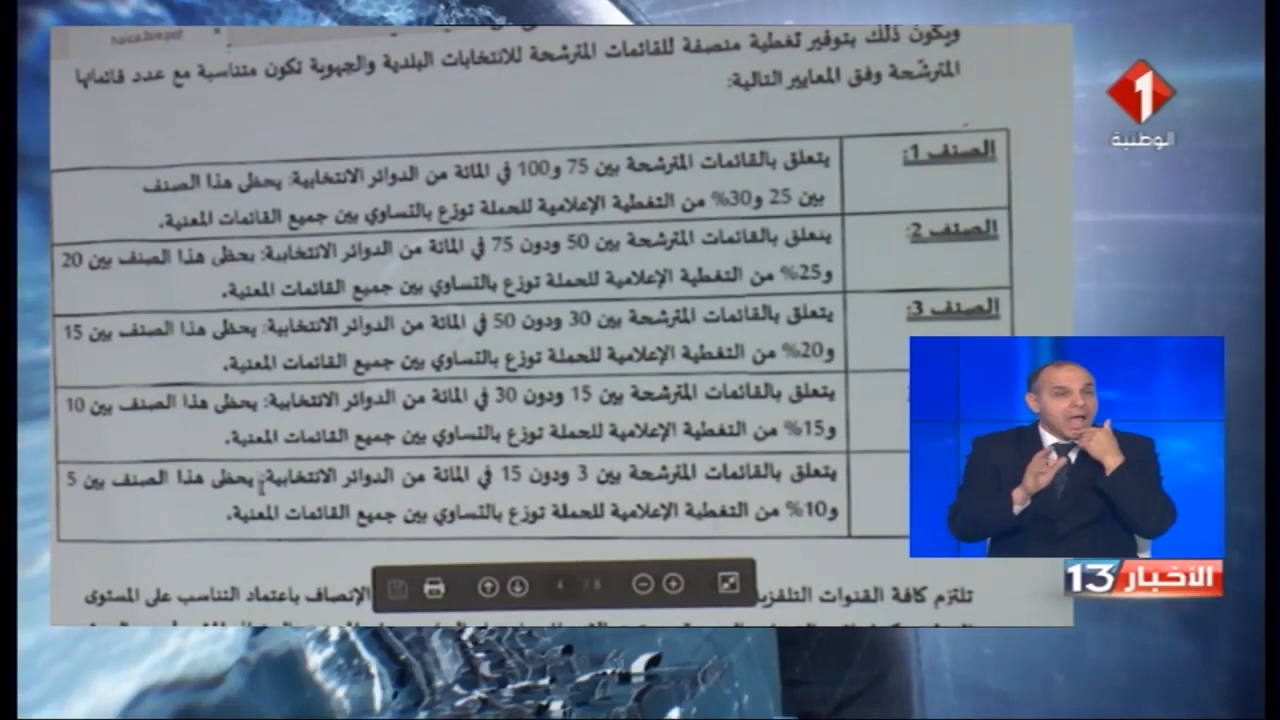 haica.bie.pdf
ويكون ذلك بتوفير تغطية منصفة للقائمات المترشحة للانتخابات البلدية والجهوية تكون متناسبة مع عدد قائماتها
المترشّحة وفق المعايير التالية:
الصنف 1:
يتعلق بالقائمات المترشحة بين 75 و100 في المائة من الدوائر الانتخابية: يحظى هذا الصنف
بين 25 و30% من التغطية الإعلامية للحملة توزع بالتساوي بين جميع القائمات المعنية.
الصنف 2:
يتعلق بالقائمات المترشحة بين 50 ودون 75 في المائة من الدوائر الانتخابية: يحظى هذا الصنف بين 20
و25% من التغطية الإعلامية للحملة توزع بالتساوي بين جميع القائمات المعنية.
الصنف 3:
يتعلق بالقائمات المترشحة بين 30 ودون 50 في المائة من الدوائر الانتخابية: يحظى هذا الصنف بين 15
و20% من التغطية الإعلامية للحملة توزع بالتساوي بين جميع القائمات المعنية.
يتعلق بالقائمات المترشحة بين 15 ودون 30 في المائة من الدوائر الانتخابية: يحظى هذا الصنف بين 10
و15% من التغطية الإعلامية للحملة توزع بالتساوي بين جميع القائمات المعنية.
يتعلق بالقائمات المترشحة بين 3 ودون 15 في المائة من الدوائر الانتخابية: يحظى هذا الصنف بين 5
و10% من التغطية الإعلامية للحملة توزع بالتساوي بين جميع القائمات المعنية.
4 / 6
تلتزم كافة القنوات الإنصاف باعتماد التناسب على المستوى
1
الوطنية
الأخبار 13